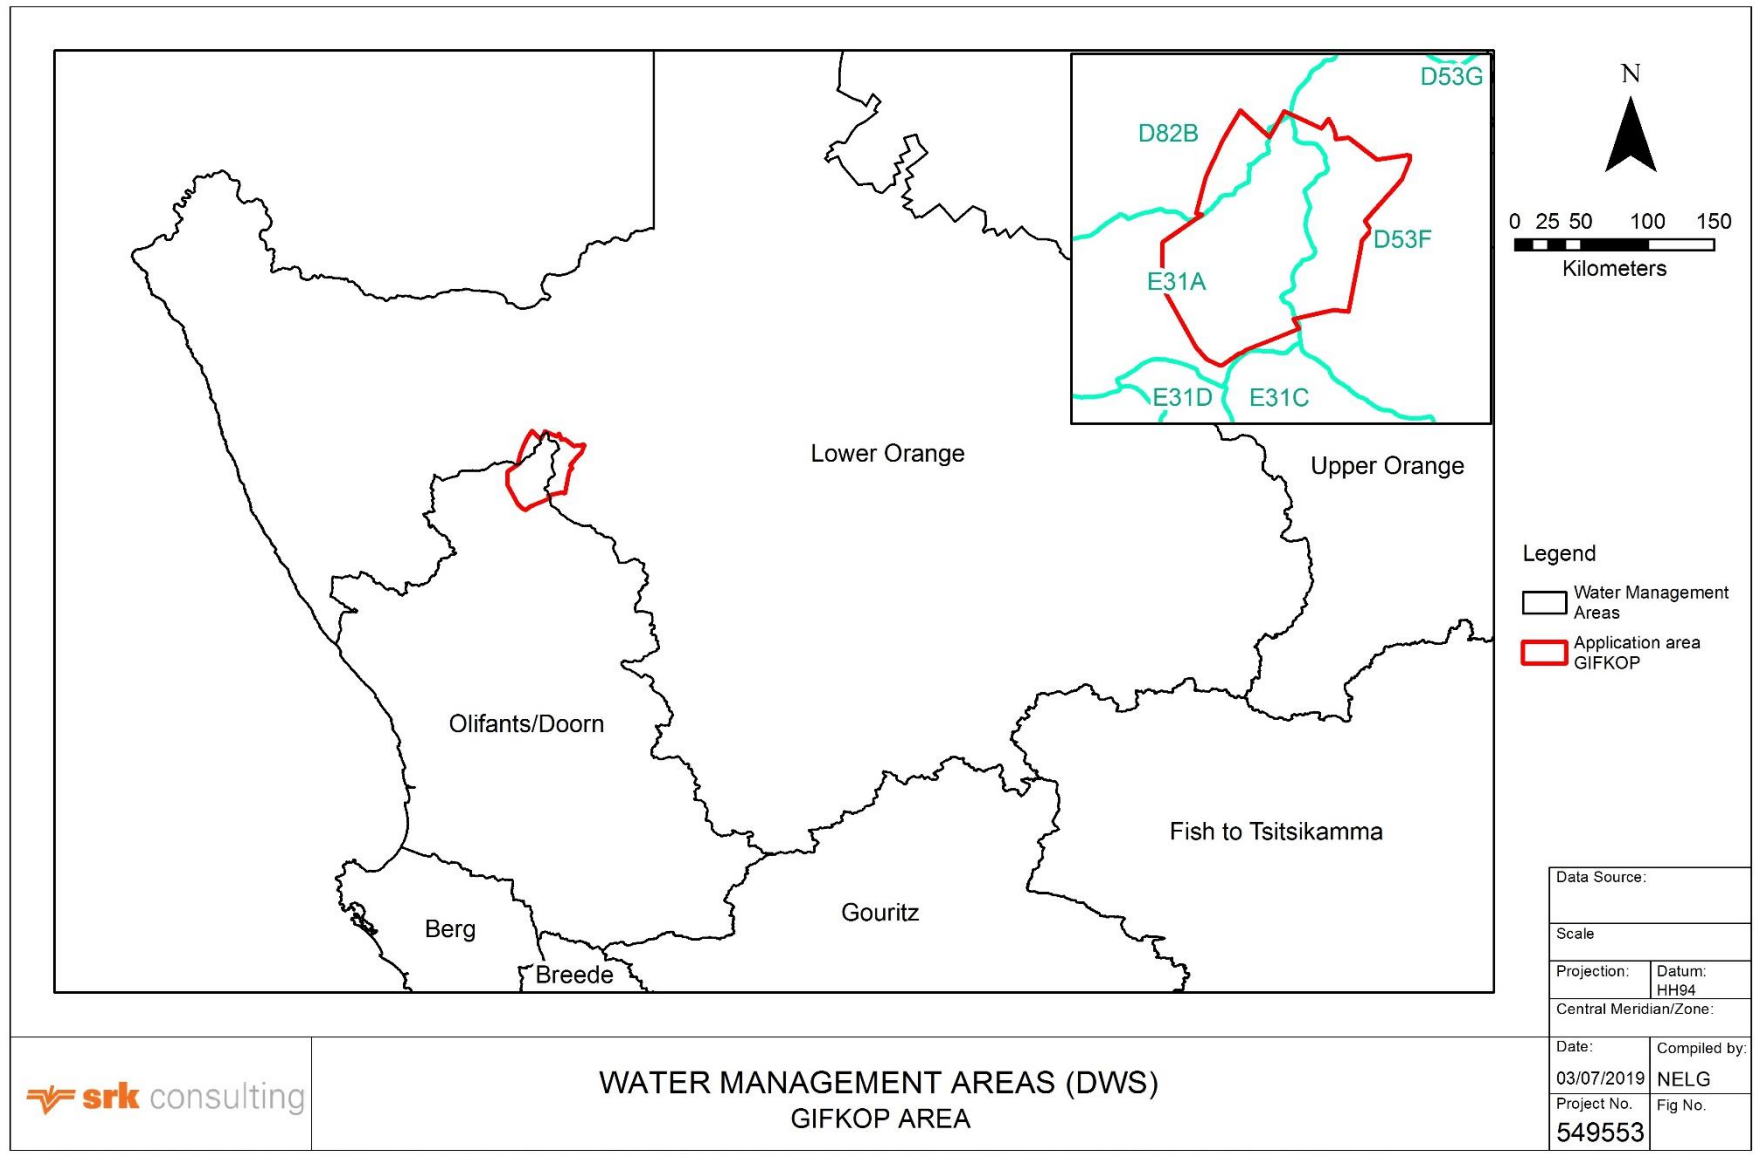 D53G
D82B
D53F
E31A
E31D
E31C
N
0 25 50 100 150
Kilometers
Lower Orange
Upper Orange
Legend
Water Management
Areas
Application area
GIFKOP
Olifants/Doorn
Fish to Tsitsikamma
Gouritz
Berg
Breede
Data Source:
Scale
Projection:
Datum:
HH94
Central Meridian/Zone:
Date:
03/07/2019
Compiled by:
NELG
Project No.
549553
Fig No.
srk consulting
WATER MANAGEMENT AREAS (DWS)
GIFKOP AREA